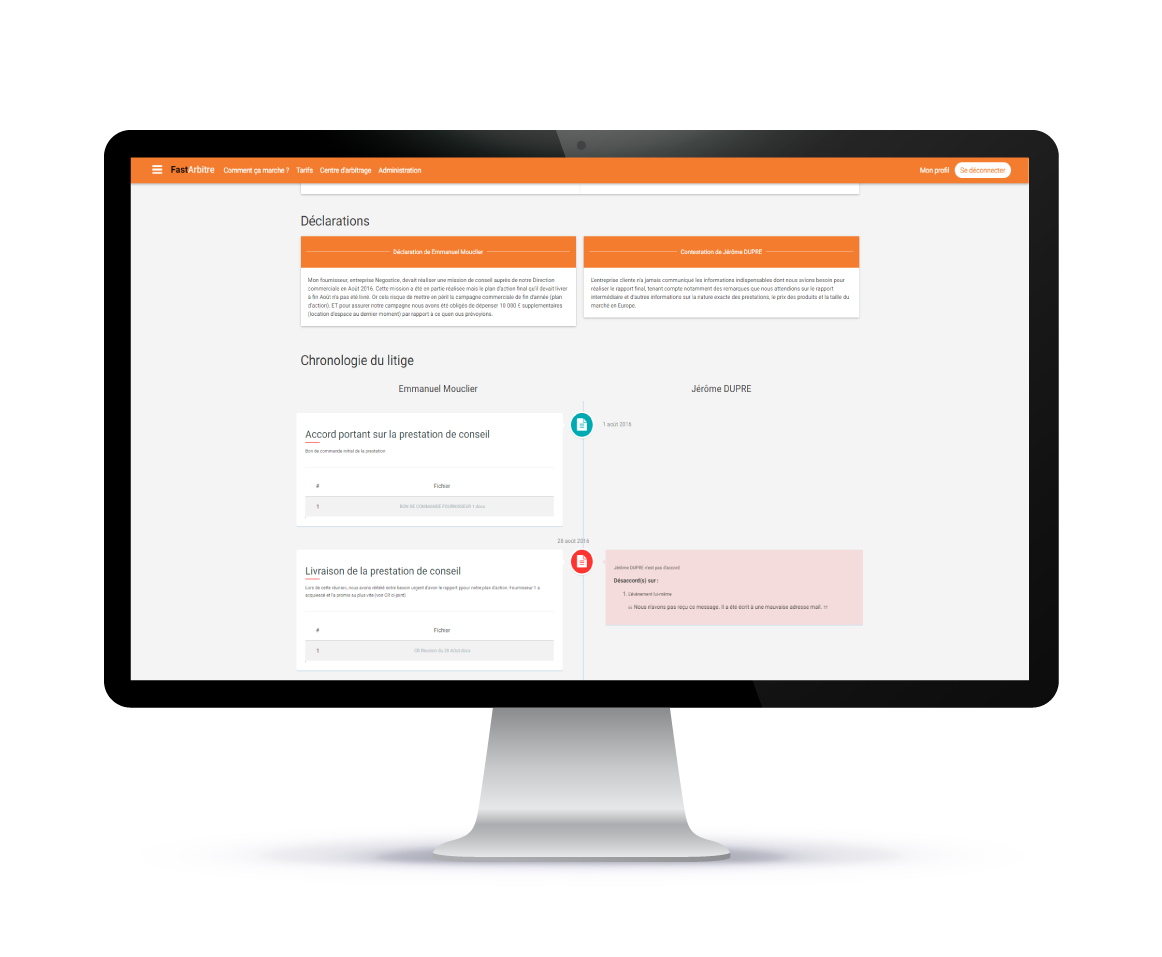 FastArbitre Comment ça marche ? Tarifs Centre d'arbitrage Administration Mon profil Se déconnecter
Déclarations
Déclaration de Emmanuel Mouclier
Mon fournisseur, entreprise Negostice, devait réaliser une mission de conseil auprès de notre Direction
commerciale en Août 2016. Cette mission a été en partie réalisée mais le plan d'action final qu'il devait livrer
à fin Août n'a pas été livré. Or cela risque de mettre en péril la campagne commerciale de fin d'année (plan
d'action). ET pour assurer notre campagne nous avons été obligés de dépenser 10 000 € supplémentaires
(location d'espace au dernier moment) par rapport à ce quen ous prévoyions.
Contestation de Jérôme DUPRE
L'entreprise cliente n'a jamais communiqué les informations indispensables dont nous avions besoin pour
réaliser le rapport final, tenant compte notamment des remarques que nous attendions sur le rapport
intermédiaire et d'autres informations sur la nature exacte des prestations, le prix des produits et la taille du
marché en Europe.
Chronologie du litige
Emmanuel Mouclier Jérôme DUPRE
1 août 2016
Accord portant sur la prestation de conseil
Bon de commande initial de la prestation
# Fichier
1 BON DE COMMANDE FOURNISSEUR 1.docx
28 août 2016
Livraison de la prestation de conseil
Lors de cette réunion, nous avons réitéré notre besoin urgent d'avoir le rapport ppour notre plan d'action. Fournisseur 1 a
acquiescé et l'a promis au plus vite (voir CR ci-joint)
# Fichier
1 CR Réunion du
Jérôme DUPRE n'est pas d'accord
Désaccord(s) sur :
1. L'événement lui-même
Nous n'avons pas reçu ce message. Il a été écrit à une mauvaise adresse mail.